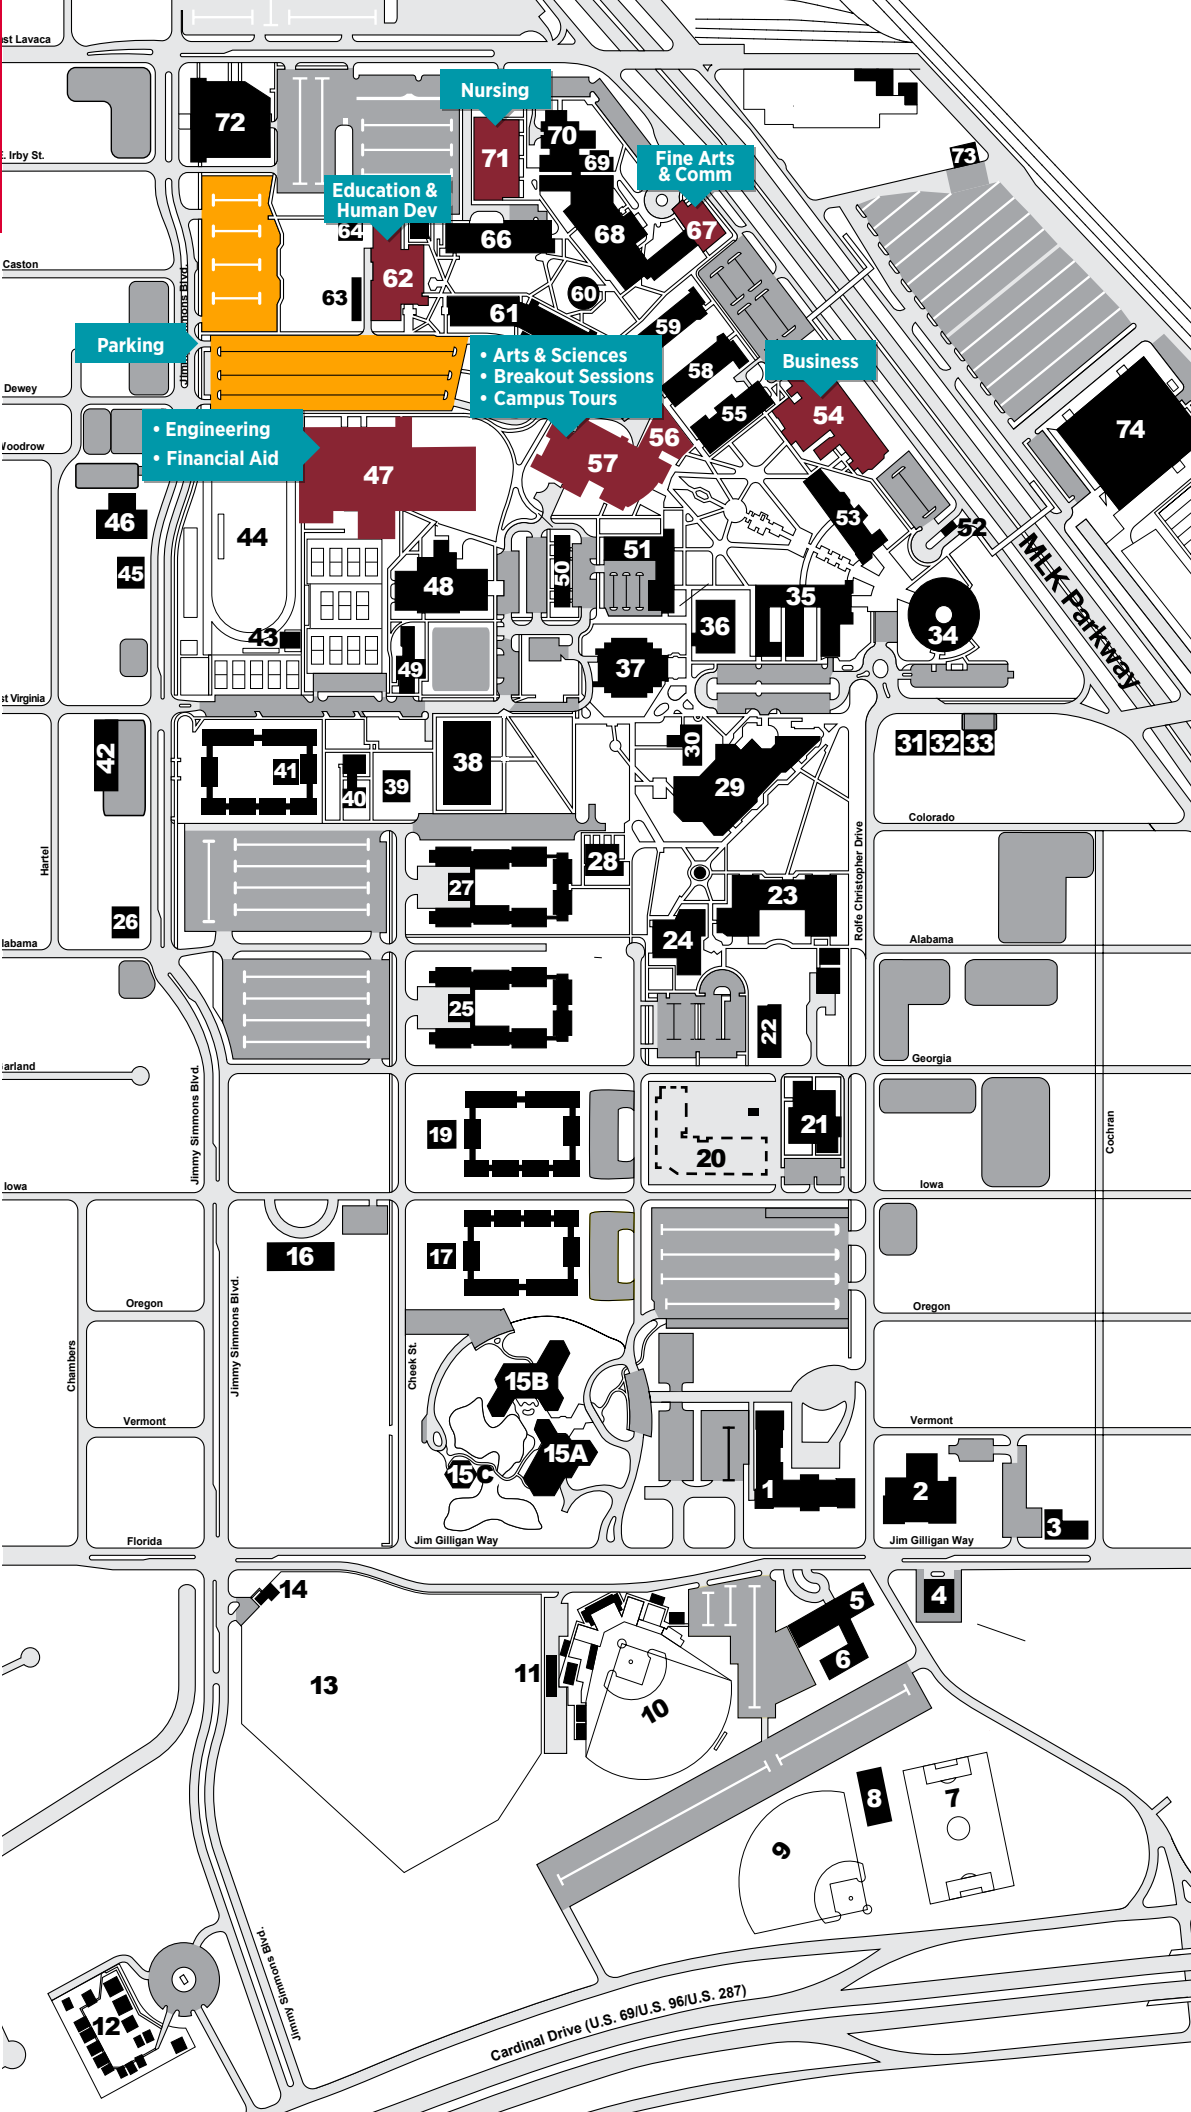 st Lavaca
72
Nursing
71
70
69
Fine Arts
& Comm
73
. Irby St.
Education &
Human Dev
64
66
68
67
Caston
62
63
60
61
59
Jimmy Simmons Blvd.
Parking
• Arts & Sciences
• Breakout Sessions
• Campus Tours
58
Business
Dewey
55
54
74
56
Woodrow
• Engineering
• Financial Aid
47
57
46
44
53
52
51
MLK Parkway
45
48
50
35
36
34
43
49
37
st Virginia
42
41
40
39
38
30
29
31
32
33
Colorado
Hartel
28
27
23
Rolfe Christopher Drive
26
24
labama
Alabama
25
22
arland
Georgia
Jimmy Simmons Blvd.
19
20
21
Cochran
Iowa
Iowa
16
17
Oregon
Oregon
Chambers
Jimmy Simmons Blvd.
Cheek St.
15B
Vermont
Vermont
15A
15C
1
2
3
Florida
Jim Gilligan Way
Jim Gilligan Way
14
4
5
6
13
11
10
8
7
9
Jimmy Simmons Blvd.
12
Cardinal Drive (U.S. 69/U.S. 96/U.S. 287)